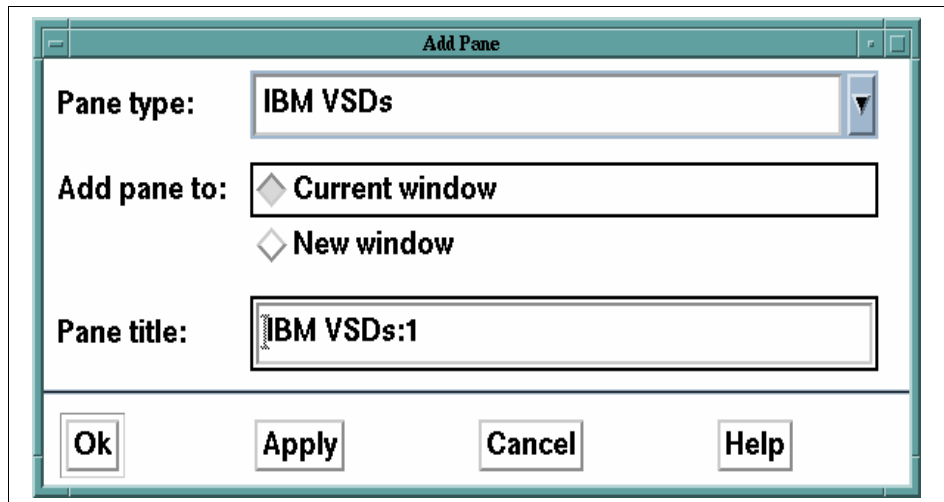 Add Pane
Pane type: IBM VSDs
Add pane to: Current window
New window
Pane title: IBM VSDs:1
Ok Apply Cancel Help